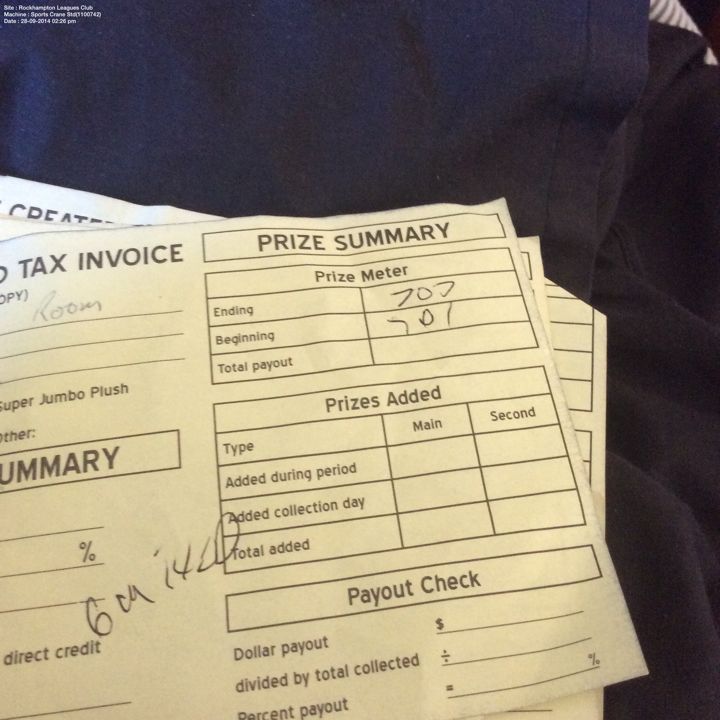 Site : Rockhampton Leagues Club
Machine : Sports Crane Std(1100742)
Date : 28-09-2014 02:26 pm
TAX INVOICE
OPY)
Room
Super Jumbo Plush
Other:
UMMARY
%
direct credit
PRIZE SUMMARY
Prize Meter
Ending 707
Beginning 701
Total payout
Prizes Added
Type Main Second
Added during period
Added collection day
Total added
Payout Check
Dollar payout $
divided by total collected ÷
Percent payout = %